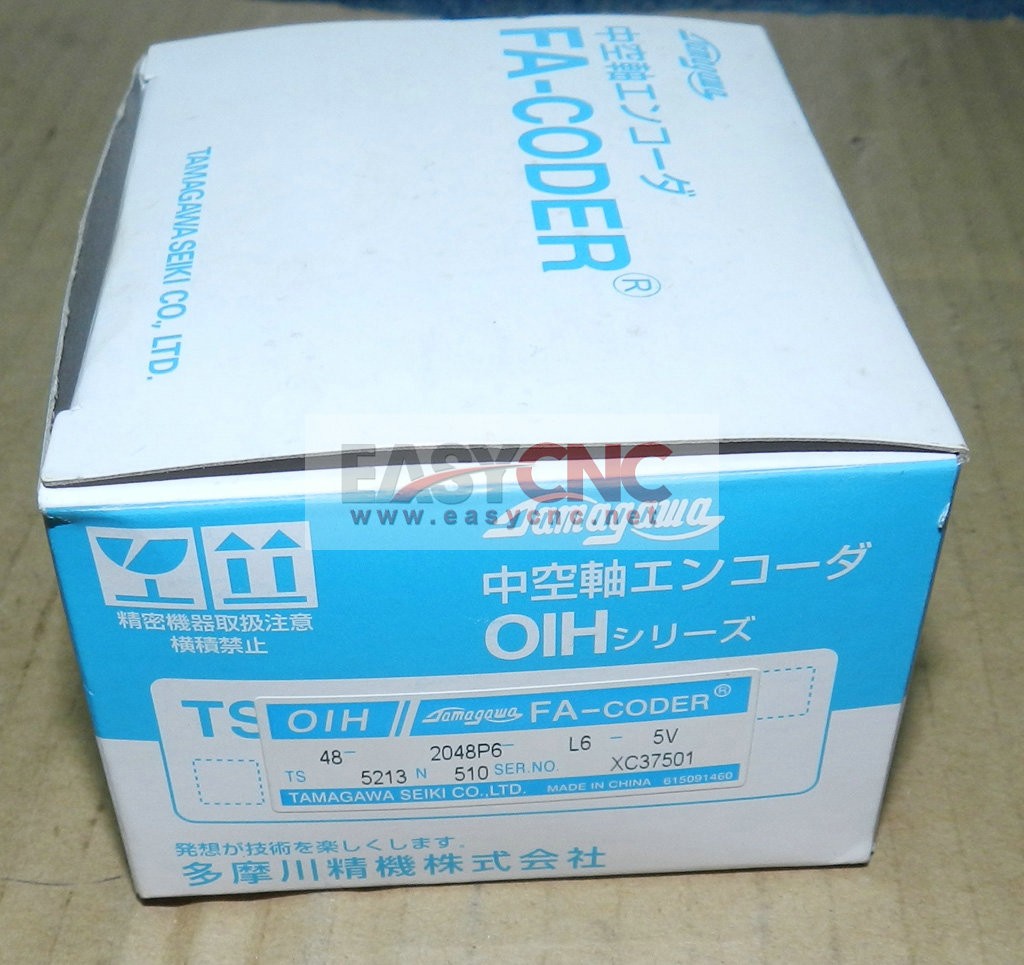 Tamagawa
中空軸エンコーダ
FA-CODER®
TAMAGAWA SEIKI CO., LTD.
EASYCNC
www.easycnc.net
Tamagawa
中空軸エンコーダ
OIHシリーズ
精密機器取扱注意
横積禁止
TS
OIH // Tamagawa FA-CODER®
48- 2048P6- L6 - 5V
TS 5213 N 510 SER.NO. XC37501
TAMAGAWA SEIKI CO.,LTD. MADE IN CHINA 615091460
発想が技術を楽しくします。
多摩川精機株式会社